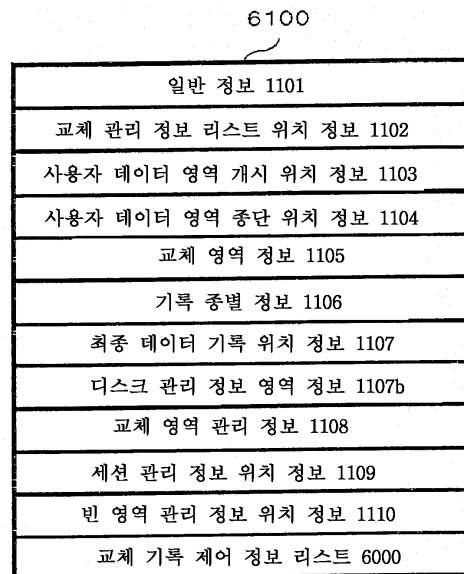 6100
일반 정보 1101
교체 관리 정보 리스트 위치 정보 1102
사용자 데이터 영역 개시 위치 정보 1103
사용자 데이터 영역 종단 위치 정보 1104
교체 영역 정보 1105
기록 종별 정보 1106
최종 데이터 기록 위치 정보 1107
디스크 관리 정보 영역 정보 1107b
교체 영역 관리 정보 1108
세션 관리 정보 위치 정보 1109
빈 영역 관리 정보 위치 정보 1110
교체 기록 제어 정보 리스트 6000